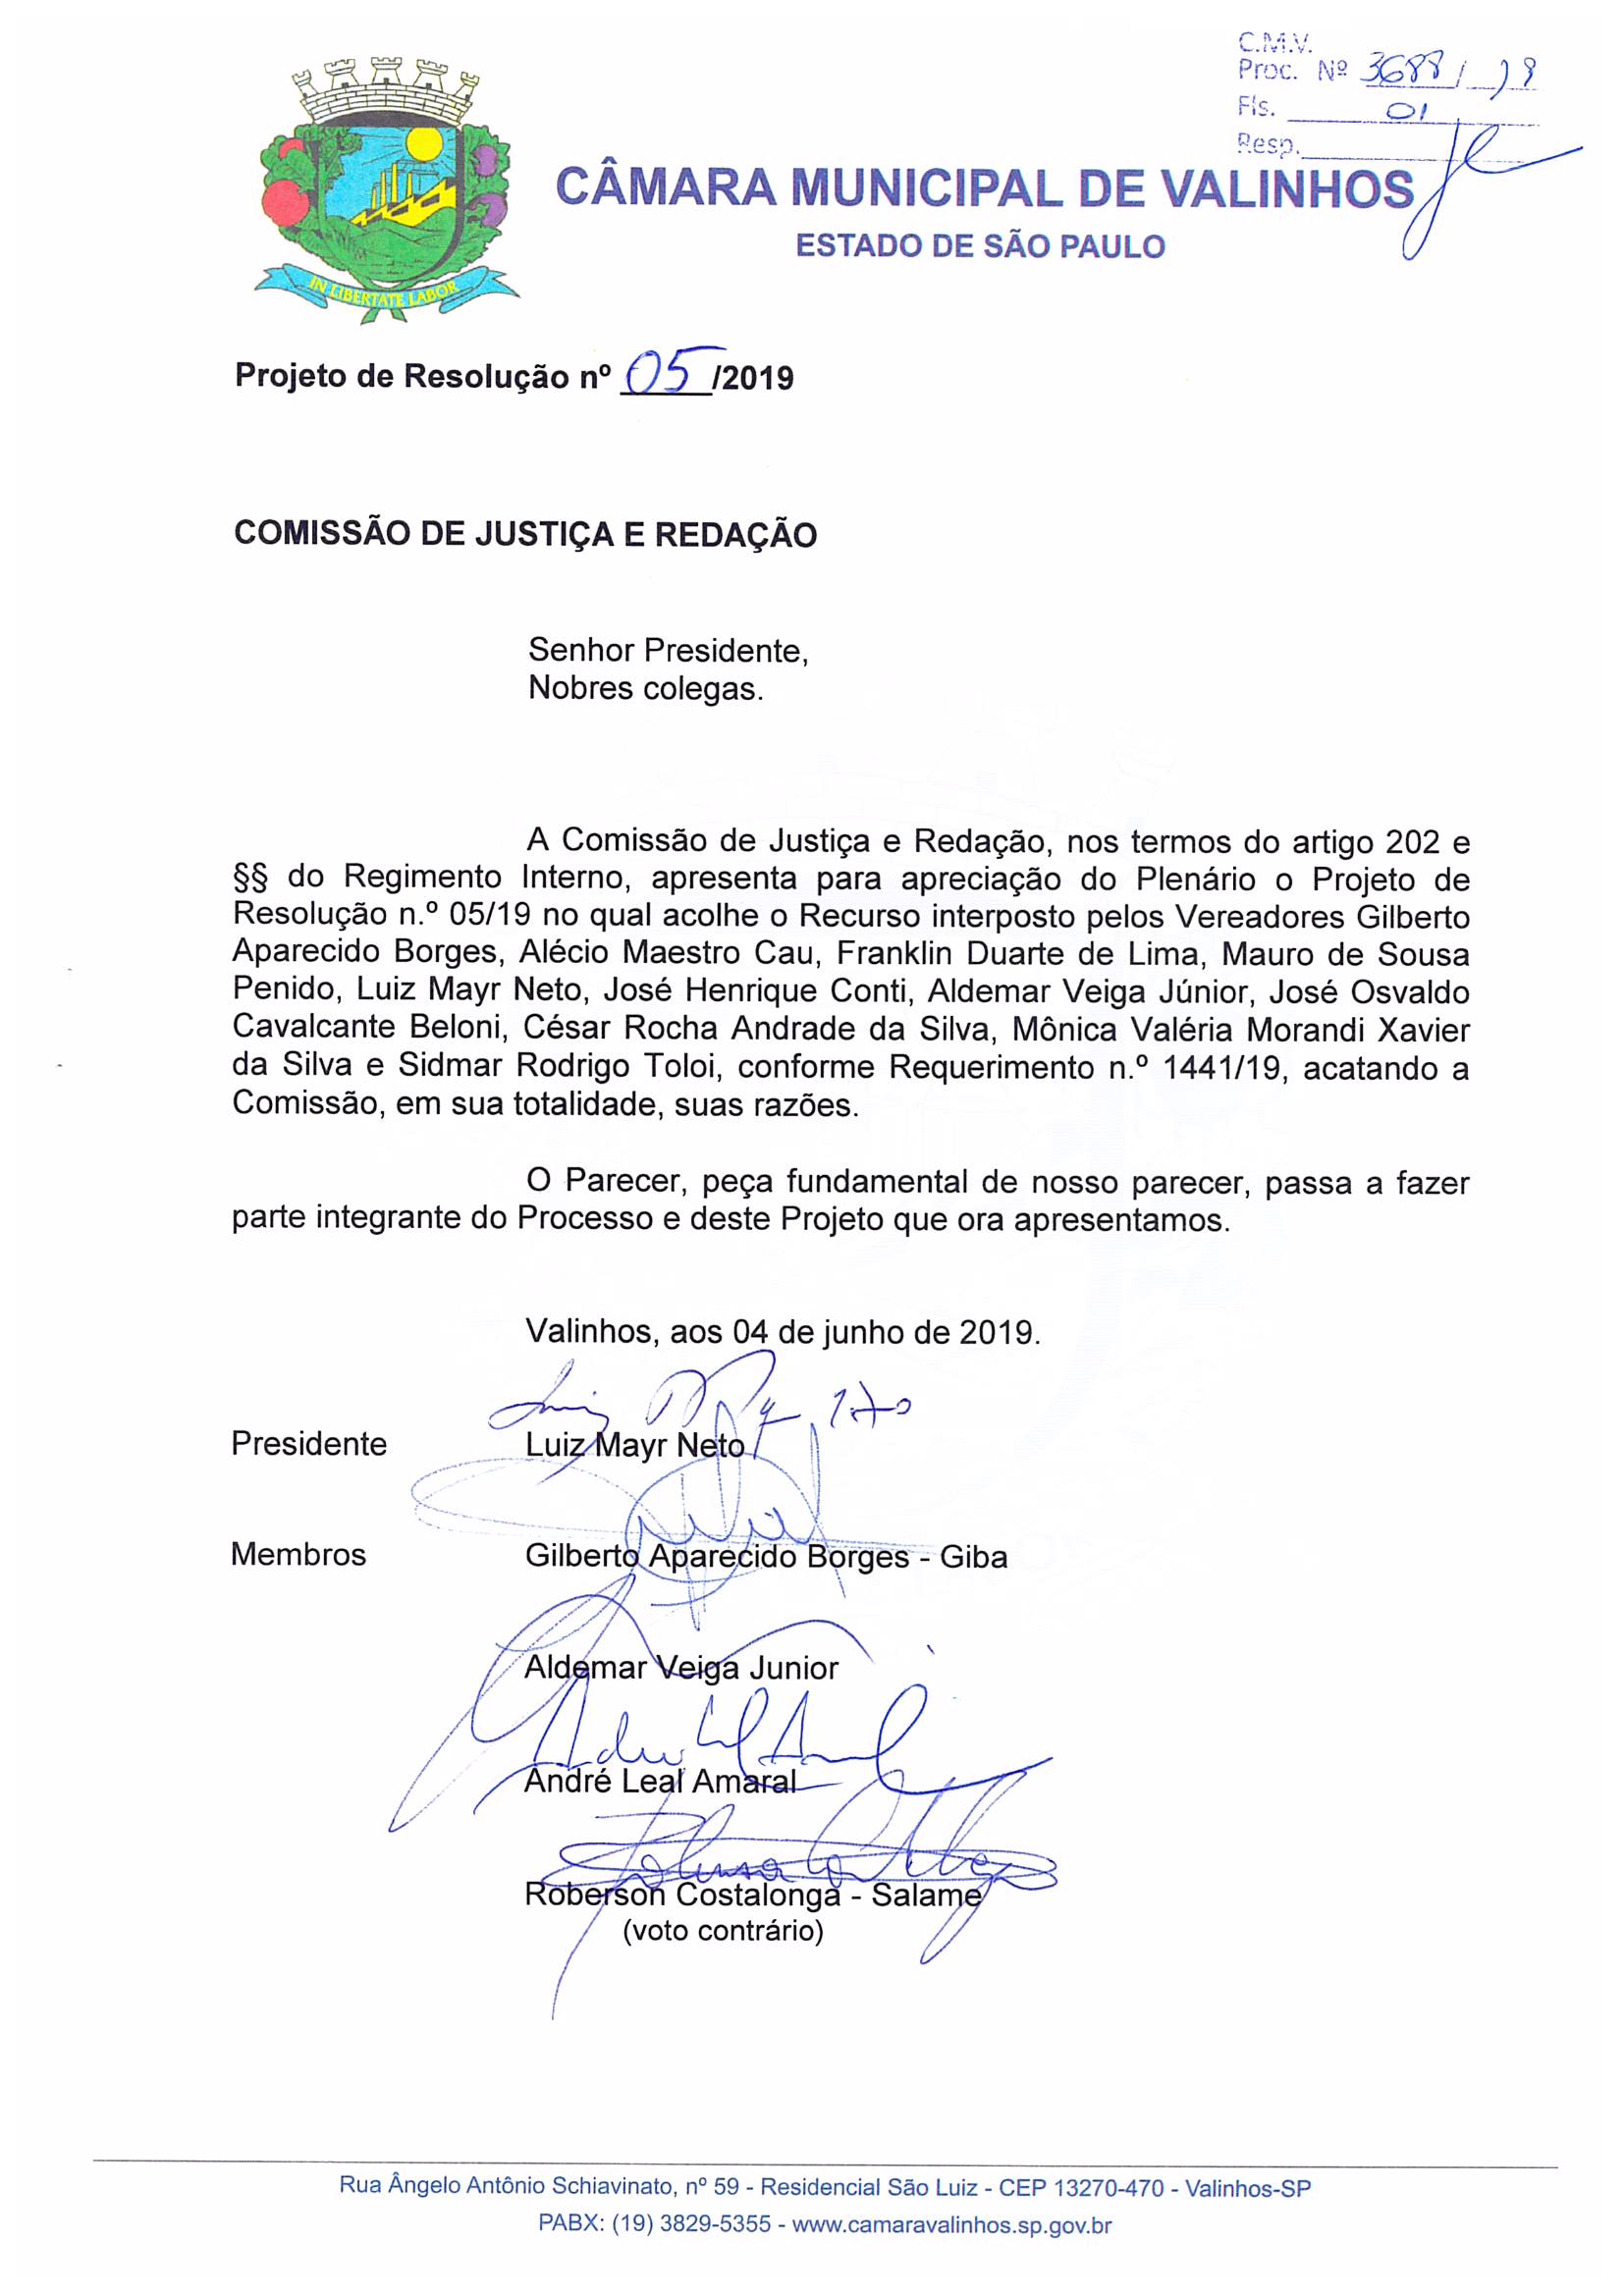 C.M.V.
Proc. Nº 3688 / 19
Fls. 01
Resp.
IN LIBERTATE LABOR
CÂMARA MUNICIPAL DE VALINHOS
ESTADO DE SÃO PAULO
Projeto de Resolução nº 05/2019
COMISSÃO DE JUSTIÇA E REDAÇÃO
Senhor Presidente,
Nobres colegas.
A Comissão de Justiça e Redação, nos termos do artigo 202 e
§§ do Regimento Interno, apresenta para apreciação do Plenário o Projeto de
Resolução n.º 05/19 no qual acolhe o Recurso interposto pelos Vereadores Gilberto
Aparecido Borges, Alécio Maestro Cau, Franklin Duarte de Lima, Mauro de Sousa
Penido, Luiz Mayr Neto, José Henrique Conti, Aldemar Veiga Júnior, José Osvaldo
Cavalcante Beloni, César Rocha Andrade da Silva, Mônica Valéria Morandi Xavier
da Silva e Sidmar Rodrigo Toloi, conforme Requerimento n.º 1441/19, acatando a
Comissão, em sua totalidade, suas razões.
O Parecer, peça fundamental de nosso parecer, passa a fazer
parte integrante do Processo e deste Projeto que ora apresentamos.
Valinhos, aos 04 de junho de 2019.
Presidente Luiz Mayr Neto
Membros Gilberto Aparecido Borges - Giba
Aldemar Veiga Junior
André Leal Amaral
Roberson Costalonga - Salame
(voto contrário)
Rua Ângelo Antônio Schiavinato, nº 59 - Residencial São Luiz - CEP 13270-470 - Valinhos-SP
PABX: (19) 3829-5355 - www.camaravalinhos.sp.gov.br